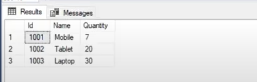 Results Messages
Id Name Quantity
1 1001 Mobile 7
2 1002 Tablet 20
3 1003 Laptop 30